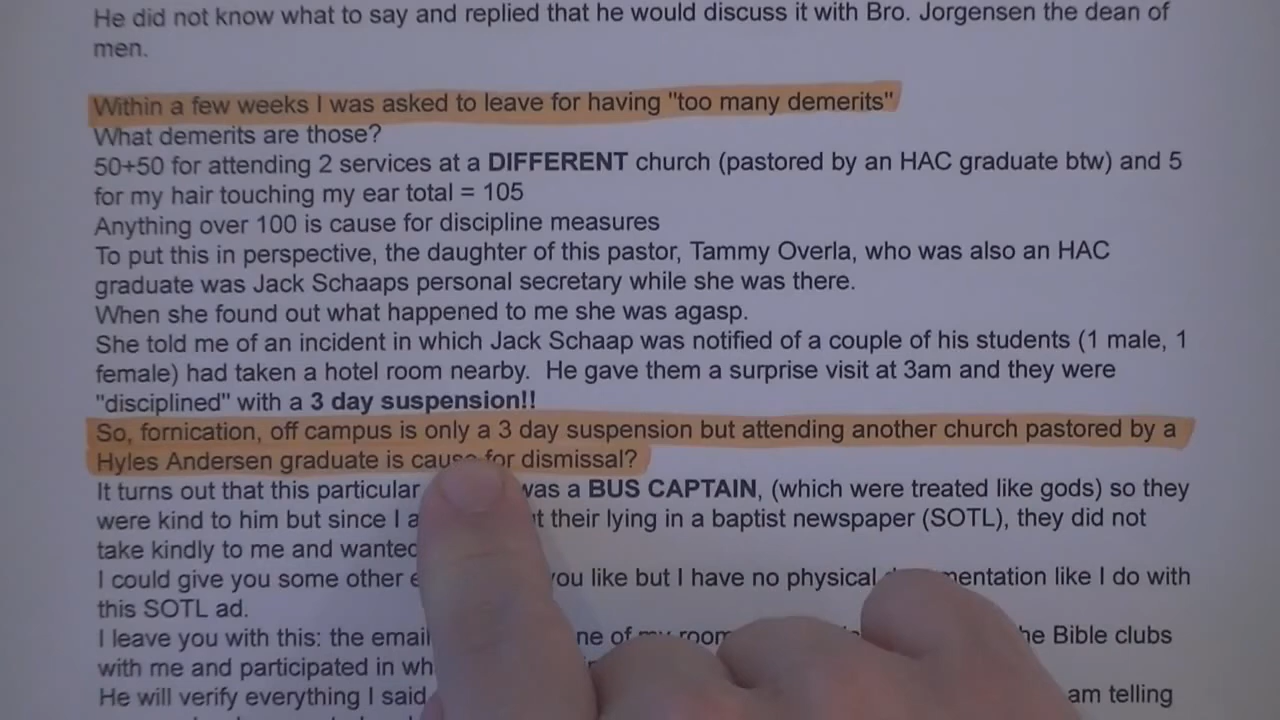 He did not know what to say and replied that he would discuss it with Bro. Jorgensen the dean of
men.
Within a few weeks I was asked to leave for having "too many demerits"
What demerits are those?
50+50 for attending 2 services at a DIFFERENT church (pastored by an HAC graduate btw) and 5
for my hair touching my ear total = 105
Anything over 100 is cause for discipline measures
To put this in perspective, the daughter of this pastor, Tammy Overla, who was also an HAC
graduate was Jack Schaaps personal secretary while she was there.
When she found out what happened to me she was agasp.
She told me of an incident in which Jack Schaap was notified of a couple of his students (1 male, 1
female) had taken a hotel room nearby. He gave them a surprise visit at 3am and they were
"disciplined" with a 3 day suspension!!
So, fornication, off campus is only a 3 day suspension but attending another church pastored by a
Hyles Andersen graduate is cause for dismissal?
It turns out that this particular was a BUS CAPTAIN, (which were treated like gods) so they
were kind to him but since I their lying in a baptist newspaper (SOTL), they did not
take kindly to me and wanted
I could give you some other you like but I have no physical like I do with
this SOTL ad.
I leave you with this: the email of my Bible clubs
with me and participated in
He will verify everything I said am telling